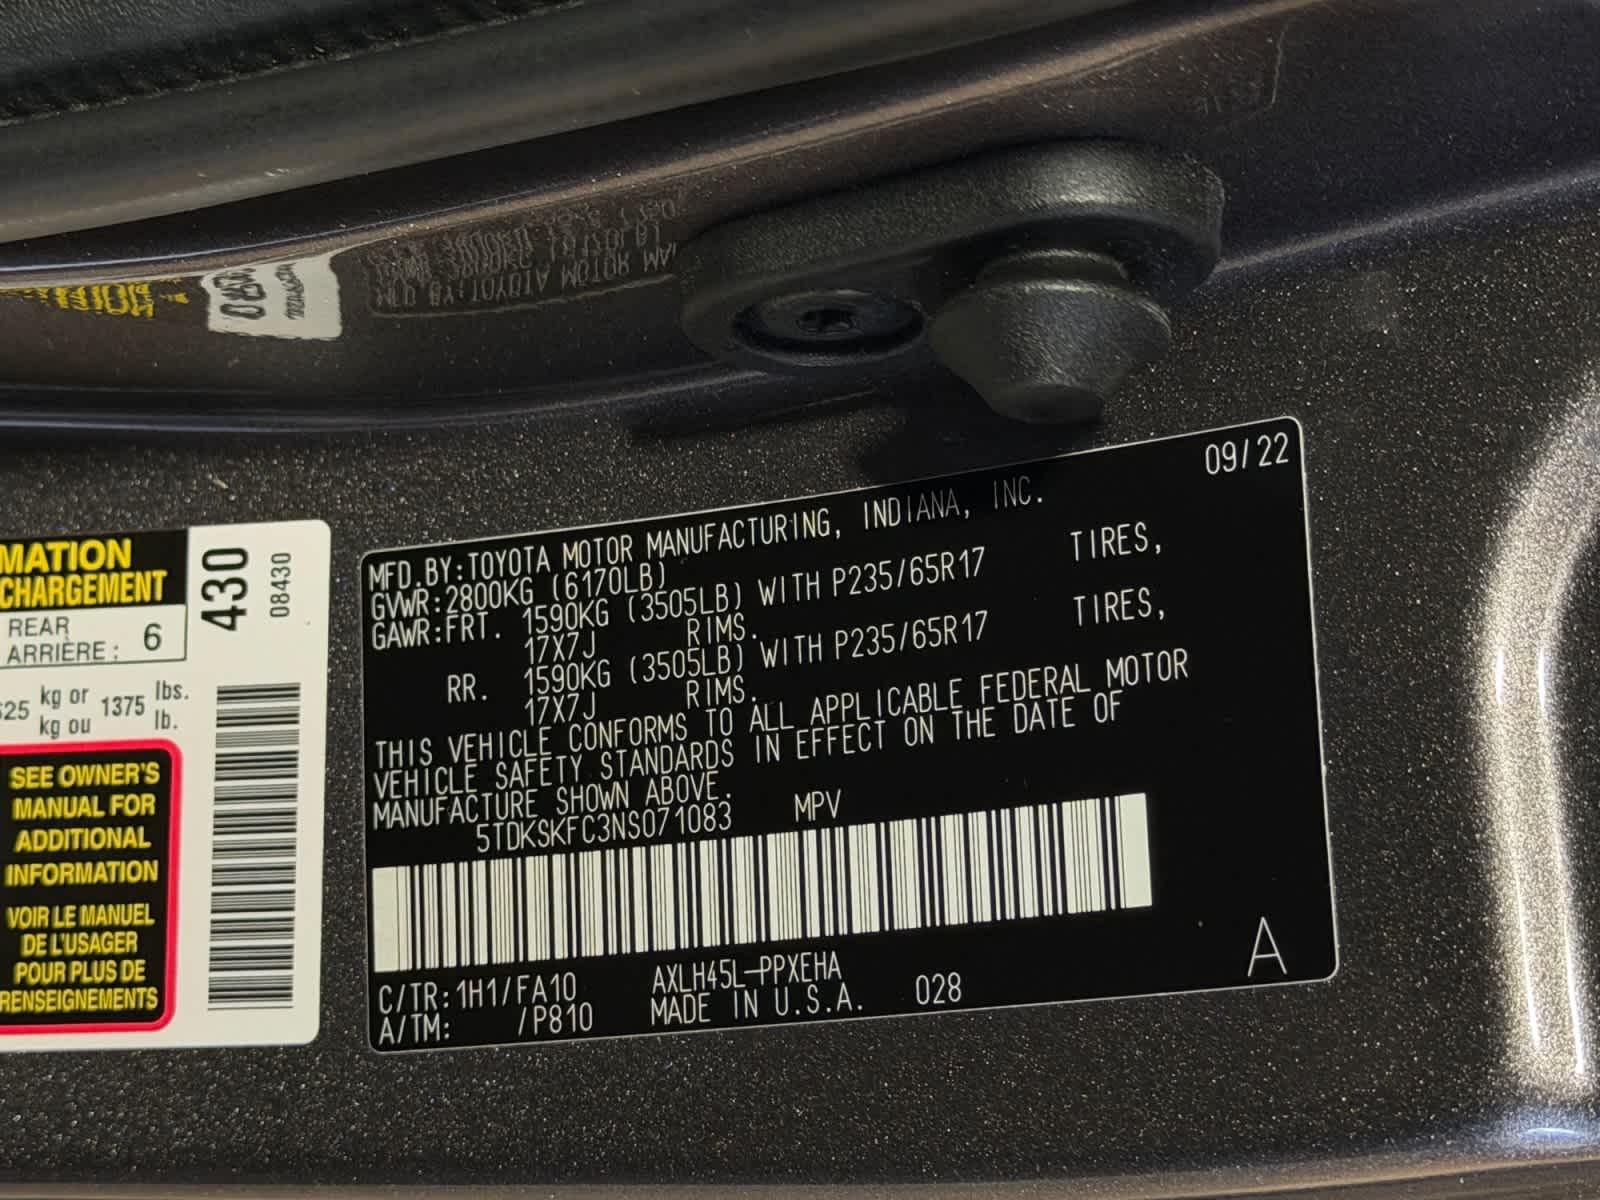 MATION
CHARGEMENT
REAR
ARRIÈRE : 6
625 kg or 1375 lbs.
kg ou lb.
SEE OWNER'S
MANUAL FOR
ADDITIONAL
INFORMATION
VOIR LE MANUEL
DE L'USAGER
POUR PLUS DE
RENSEIGNEMENTS
430
08430
09/22
MFD.BY:TOYOTA MOTOR MANUFACTURING, INDIANA, INC.
GVWR:2800KG (6170LB)
GAWR:FRT. 1590KG (3505LB) WITH P235/65R17 TIRES,
17X7J RIMS.
RR. 1590KG (3505LB) WITH P235/65R17 TIRES,
17X7J RIMS.
THIS VEHICLE CONFORMS TO ALL APPLICABLE FEDERAL MOTOR
VEHICLE SAFETY STANDARDS IN EFFECT ON THE DATE OF
MANUFACTURE SHOWN ABOVE.
5TDKSKFC3NS071083 MPV
C/TR:1H1/FA10 AXLH45L-PPXEHA
A/TM: /P810 MADE IN U.S.A. 028
A